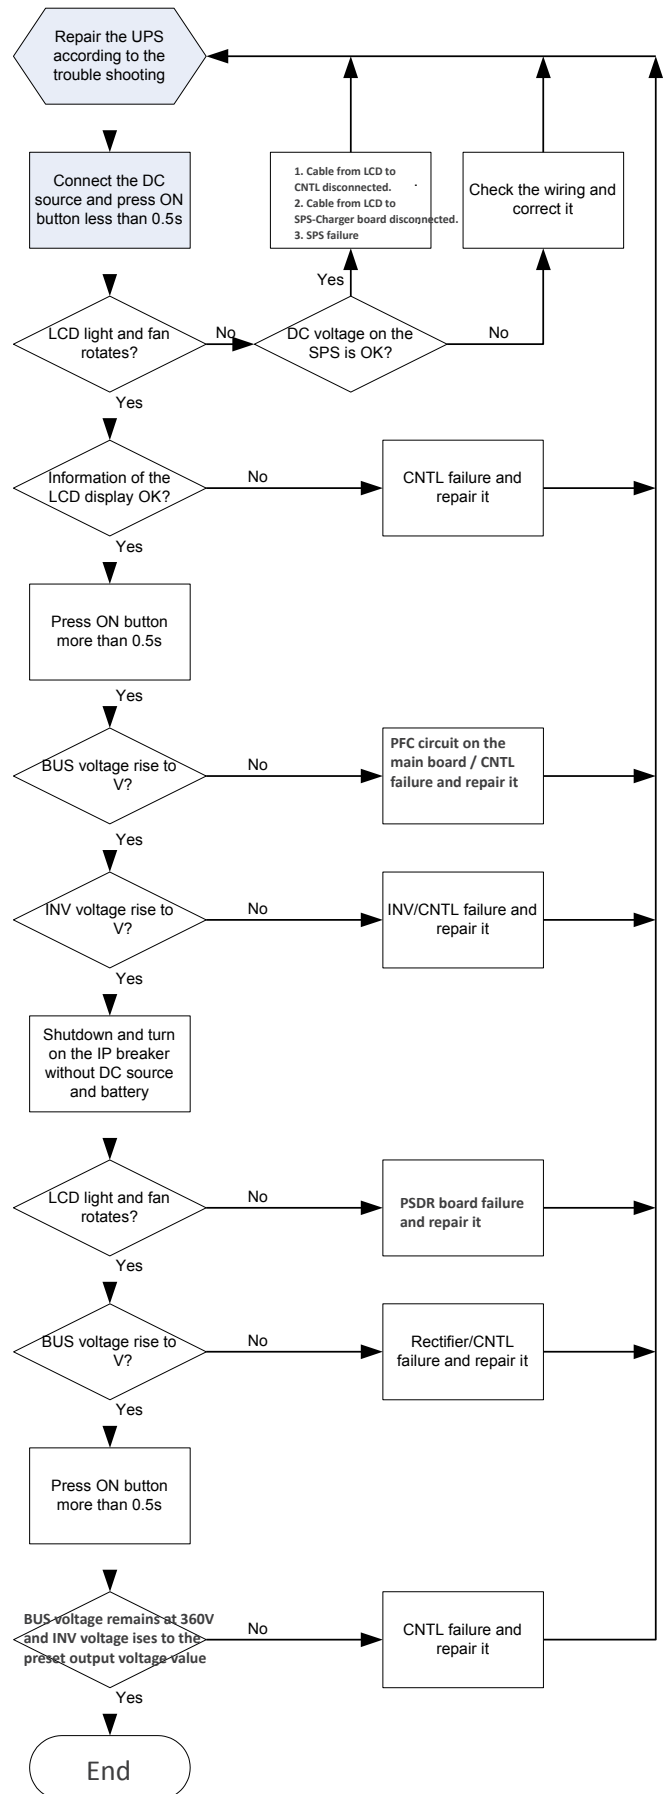 Repair the UPS
according to the
trouble shooting
Connect the DC
source and press ON
button less than 0.5s
1. Cable from LCD to
CNTL disconnected.
2. Cable from LCD to
SPS-Charger board disconnected.
3. SPS failure
Check the wiring and
correct it
Yes
LCD light and fan
rotates?
No
DC voltage on the
SPS is OK?
No
Yes
Information of the
LCD display OK?
No
CNTL failure and
repair it
Yes
Press ON button
more than 0.5s
Yes
BUS voltage rise to
V?
No
PFC circuit on the
main board / CNTL
failure and repair it
Yes
INV voltage rise to
V?
No
INV/CNTL failure and
repair it
Yes
Shutdown and turn
on the IP breaker
without DC source
and battery
LCD light and fan
rotates?
No
PSDR board failure
and repair it
Yes
BUS voltage rise to
V?
No
Rectifier/CNTL
failure and repair it
Yes
Press ON button
more than 0.5s
BUS voltage remains at 360V
and INV voltage ises to the
preset output voltage value
No
CNTL failure and
repair it
Yes
End